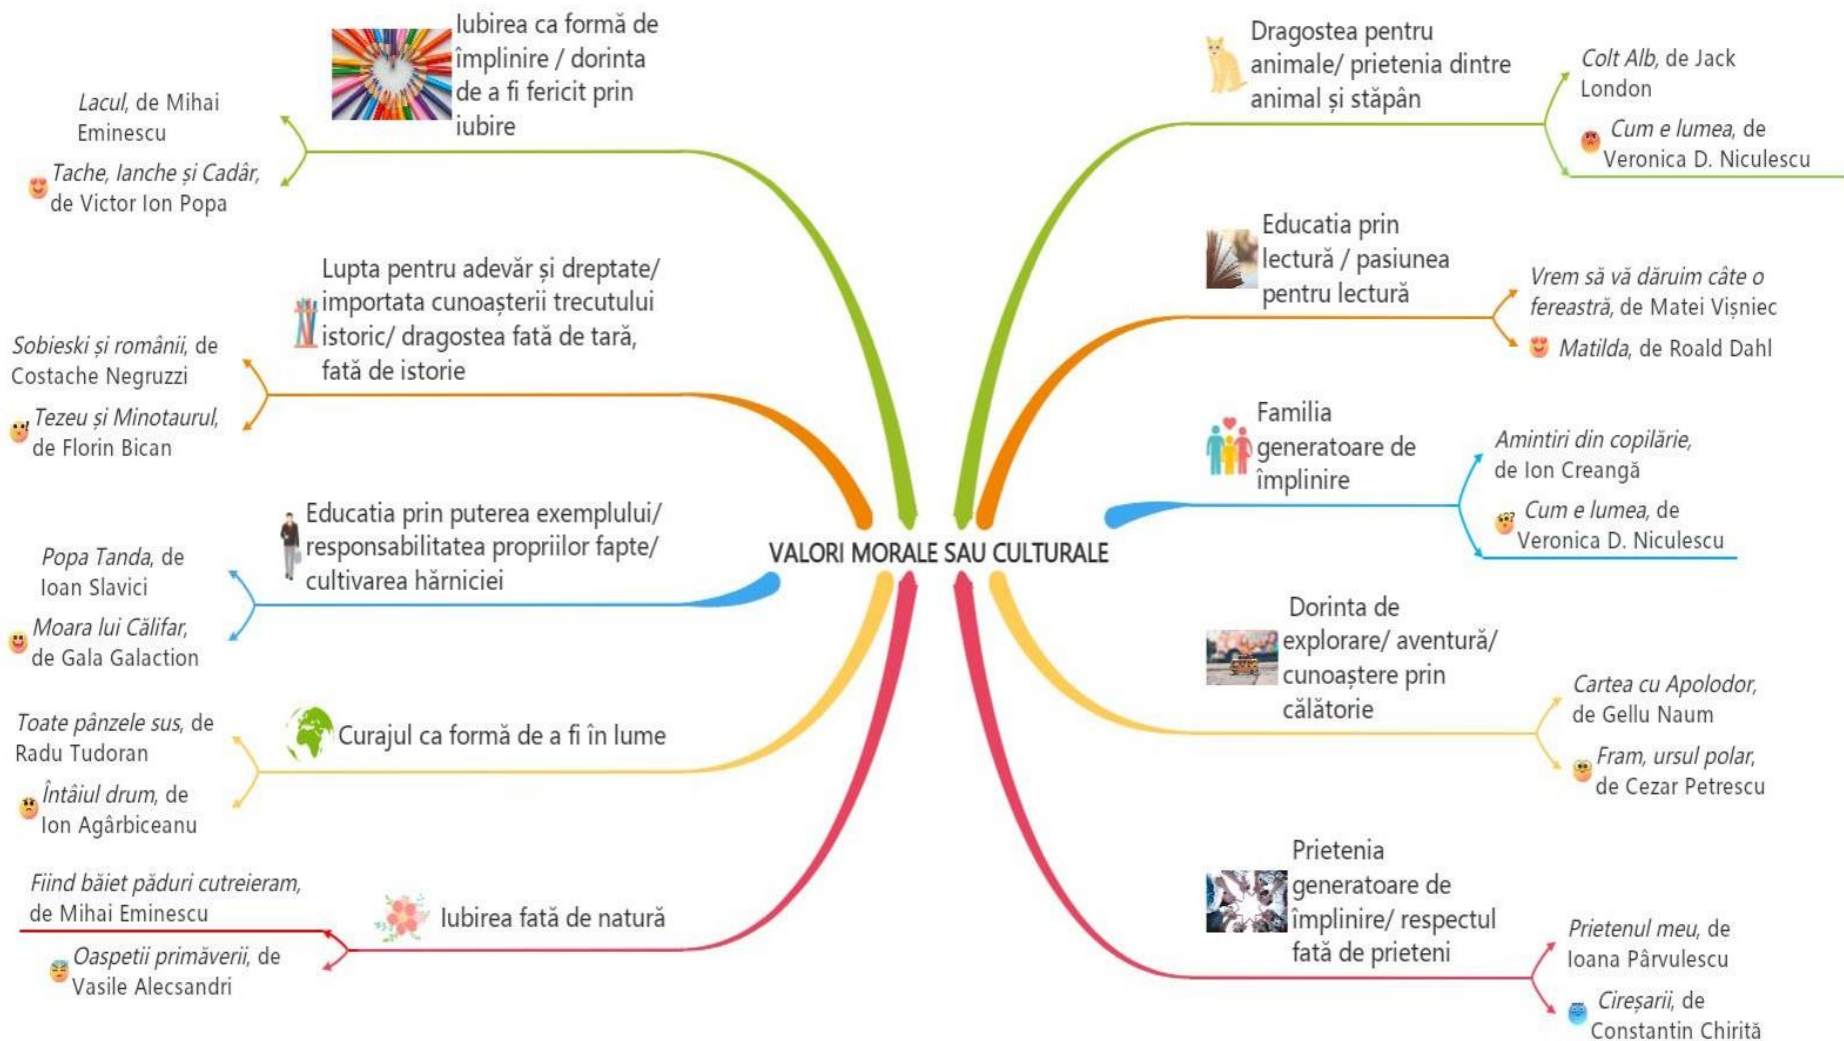 VALORI MORALE SAU CULTURALE
Iubirea ca formă de
împlinire / dorinta
de a fi fericit prin
iubire
Lacul, de Mihai
Eminescu
Tache, Ianche și Cadâr,
de Victor Ion Popa
Lupta pentru adevăr și dreptate/
importata cunoașterii trecutului
istoric/ dragostea fată de tară,
fată de istorie
Sobieski și românii, de
Costache Negruzzi
Tezeu și Minotaurul,
de Florin Bican
Educatia prin puterea exemplului/
responsabilitatea propriilor fapte/
cultivarea hărniciei
Popa Tanda, de
Ioan Slavici
Moara lui Călifar,
de Gala Galaction
Curajul ca formă de a fi în lume
Toate pânzele sus, de
Radu Tudoran
Întâiul drum, de
Ion Agârbiceanu
Iubirea fată de natură
Fiind băiet păduri cutreieram,
de Mihai Eminescu
Oaspetii primăverii, de
Vasile Alecsandri
Dragostea pentru
animale/ prietenia dintre
animal și stăpân
Colt Alb, de Jack
London
Cum e lumea, de
Veronica D. Niculescu
Educatia prin
lectură / pasiunea
pentru lectură
Vrem să vă dăruim câte o
fereastră, de Matei Vișniec
Matilda, de Roald Dahl
Familia
generatoare de
împlinire
Amintiri din copilărie,
de Ion Creangă
Cum e lumea, de
Veronica D. Niculescu
Dorinta de
explorare/ aventură/
cunoaștere prin
călătorie
Cartea cu Apolodor,
de Gellu Naum
Fram, ursul polar,
de Cezar Petrescu
Prietenia
generatoare de
împlinire/ respectul
fată de prieteni
Prietenul meu, de
Ioana Pârvulescu
Cireșarii, de
Constantin Chirită